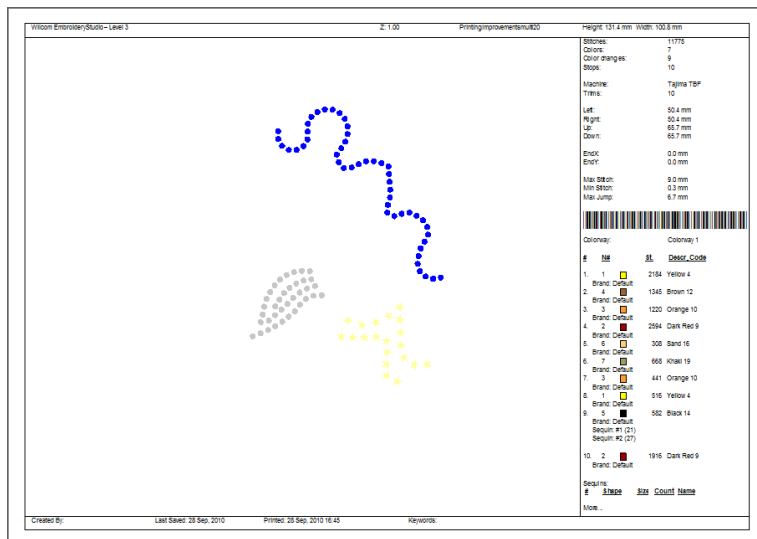 Wilcom EmbroideryStudio – Level 3 Z: 1.00 Printingimprovementsmulti20 Height: 131.4 mm Width: 100.8 mm
Stitches: 11775
Colors: 7
Color changes: 9
Stops: 10
Machine: Tajima TBF
Trims: 10
Left: 50.4 mm
Right: 50.4 mm
Up: 65.7 mm
Down: 65.7 mm
EndX: 0.0 mm
EndY: 0.0 mm
Max Stitch: 9.0 mm
Min Stitch: 0.3 mm
Max Jump: 6.7 mm
Colorway: Colorway 1
# N# St. Descr._Code
1. 1 2184 Yellow 4
Brand: Default
2. 4 1345 Brown 12
Brand: Default
3. 3 1220 Orange 10
Brand: Default
4. 2 2594 Dark Red 9
Brand: Default
5. 6 308 Sand 16
Brand: Default
6. 7 668 Khaki 19
Brand: Default
7. 3 441 Orange 10
Brand: Default
8. 1 516 Yellow 4
Brand: Default
9. 5 582 Black 14
Brand: Default
Sequin: #1 (21)
Sequin: #2 (27)
10. 2 1916 Dark Red 9
Brand: Default
Sequins:
# Shape Size Count Name
More...
Created By: Last Saved: 28 Sep, 2010 Printed: 28 Sep, 2010 16:45 Keywords: